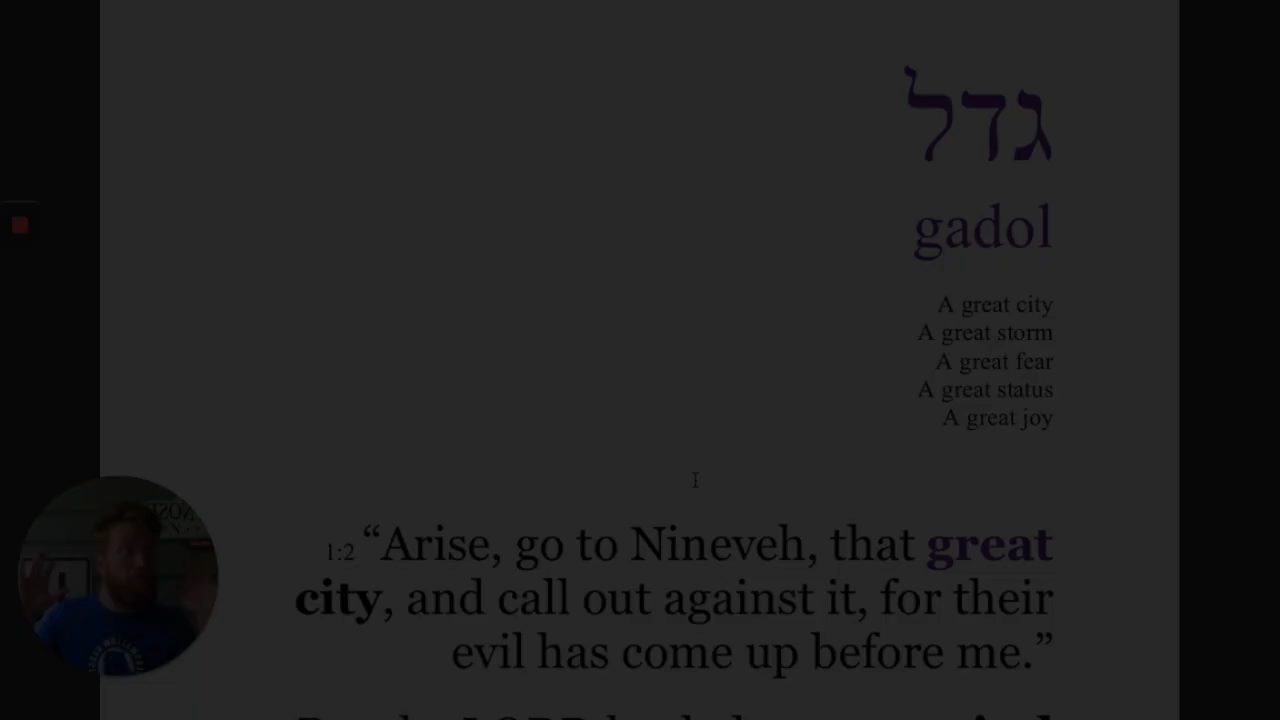 גדל
gadol
A great city
A great storm
A great fear
A great status
A great joy
1:2 “Arise, go to Nineveh, that great
city, and call out against it, for their
evil has come up before me.”